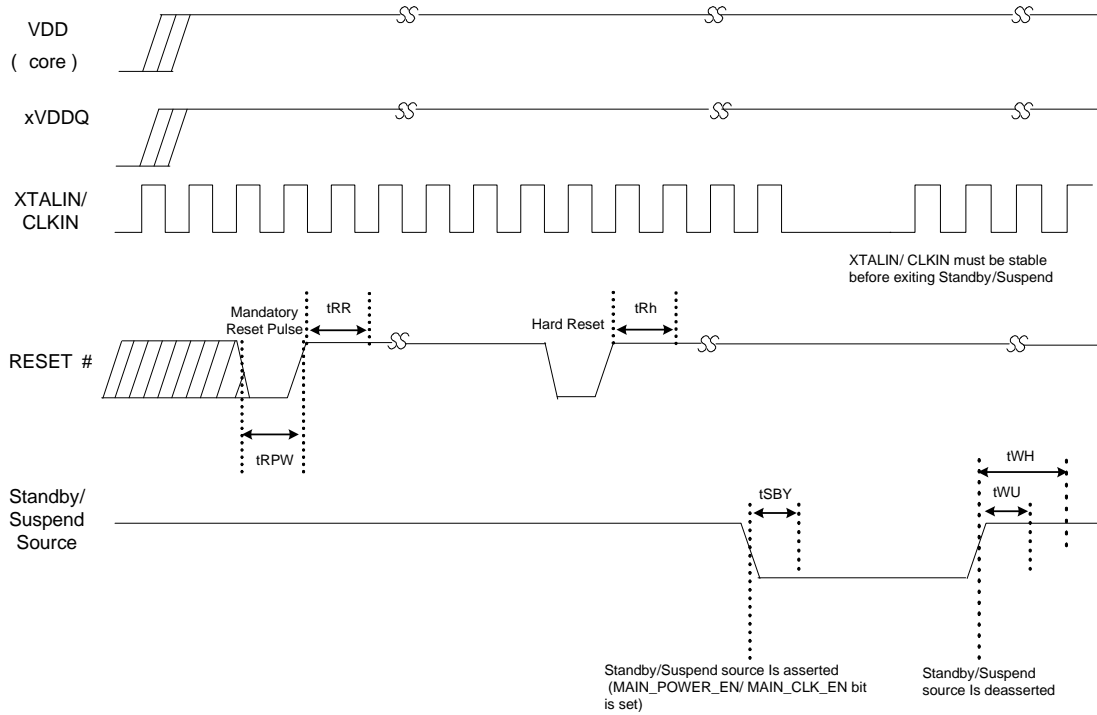 VDD
( core )
xVDDQ
XTALIN/
CLKIN
XTALIN/ CLKIN must be stable
before exiting Standby/Suspend
Mandatory
Reset Pulse
tRR
Hard Reset
tRh
RESET #
tRPW
tWH
Standby/
Suspend
Source
tSBY
tWU
Standby/Suspend source Is asserted
(MAIN_POWER_EN/ MAIN_CLK_EN bit
is set)
Standby/Suspend
source Is deasserted